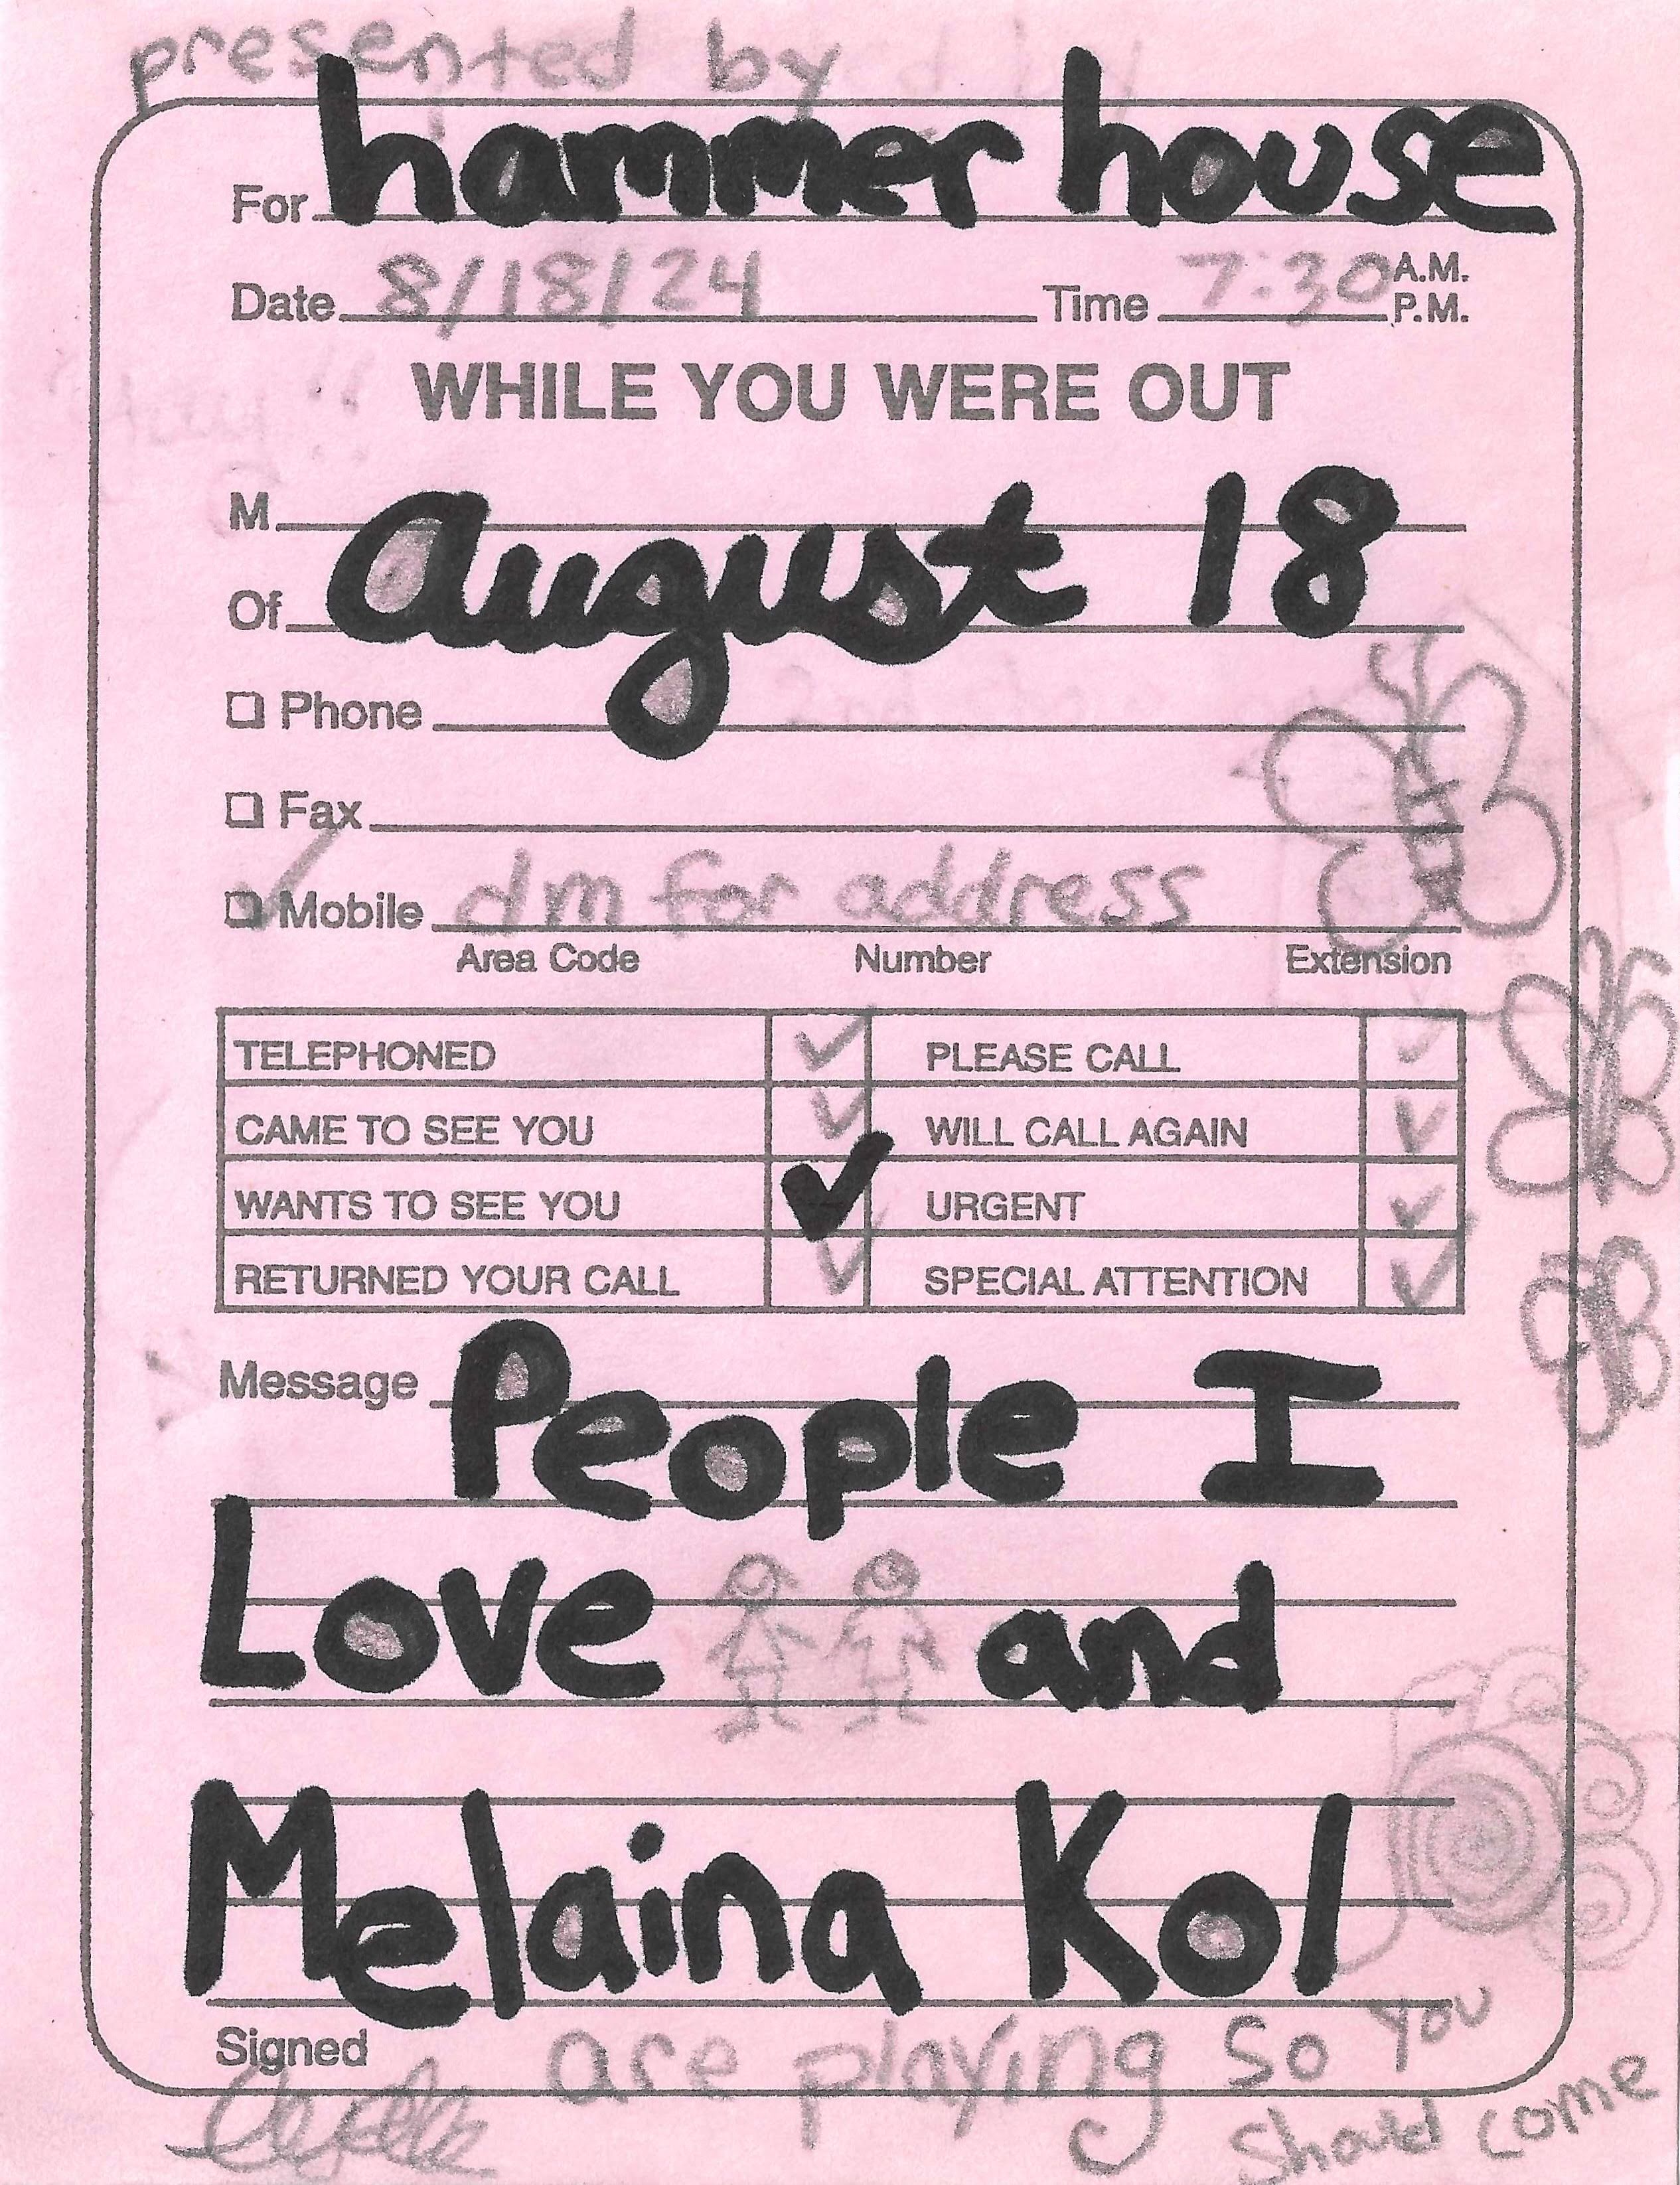 presented by
For hammer house
Date 8/18/24 Time 7:30 A.M.
P.M.
WHILE YOU WERE OUT
M
august 18
Of
Phone
Fax
Mobile dm for address
Area Code Number Extension
TELEPHONED PLEASE CALL
CAME TO SEE YOU WILL CALL AGAIN
WANTS TO SEE YOU URGENT
RETURNED YOUR CALL SPECIAL ATTENTION
Message People I
Love and
Melaina Kol
Signed are playing so you
should come